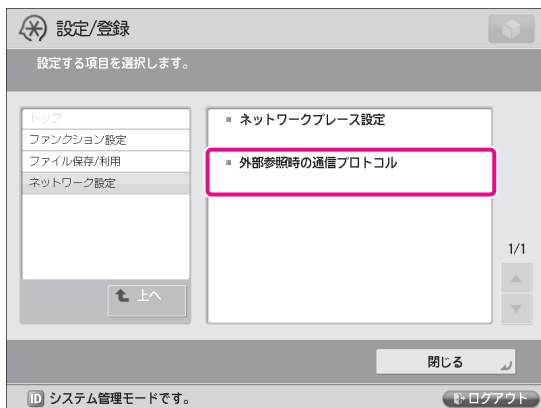 設定/登録
設定する項目を選択します。
トップ
ファンクション設定
ファイル保存/利用
ネットワーク設定
上へ
ネットワークプレース設定
外部参照時の通信プロトコル
1/1
閉じる
ID システム管理モードです。
ログアウト